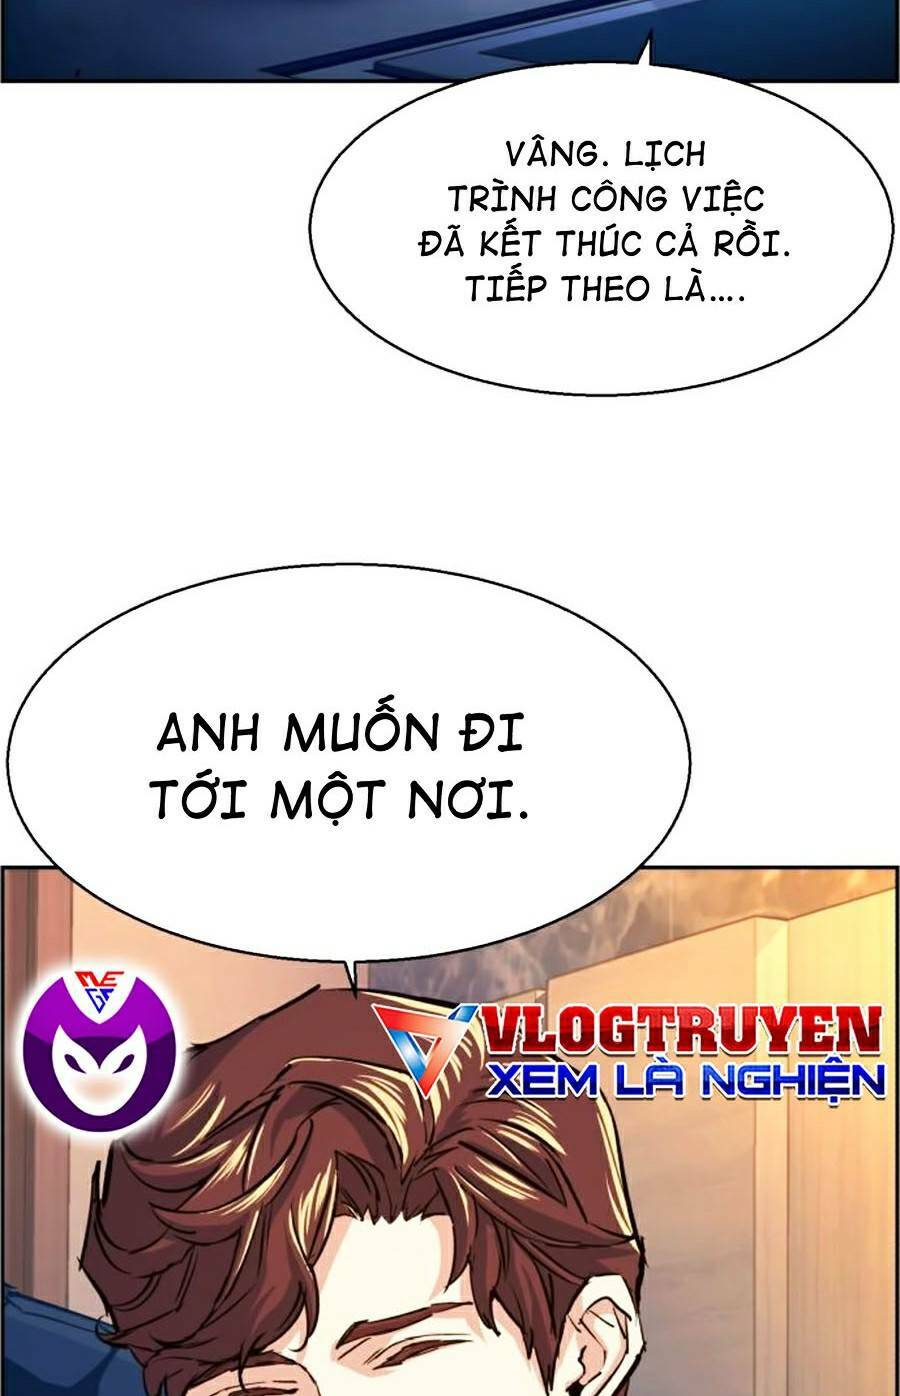 VÂNG. LỊCH
TRÌNH CÔNG VIỆC
ĐÃ KẾT THÚC CẢ RỒI.
TIẾP THEO LÀ....
ANH MUỐN ĐI
TỚI MỘT NƠI.
VLOGTRUYEN
XEM LÀ NGHIỆN